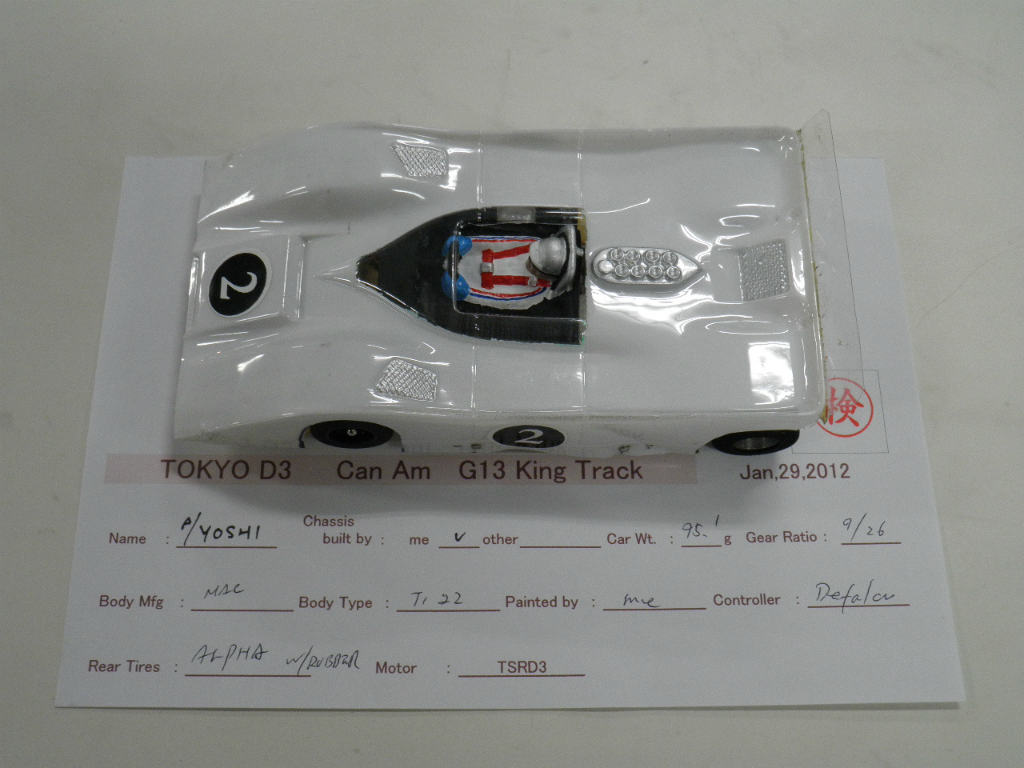 2
2
検
TOKYO D3 Can Am G13 King Track Jan,29,2012
Name : P/YOSHI Chassis built by : me v other Car Wt. : 95.1 g Gear Ratio : 9/26
Body Mfg : MAC Body Type : Ti 22 Painted by : me Controller : Defalcu
Rear Tires : ALPHA w/RUBBER Motor : TSRD3